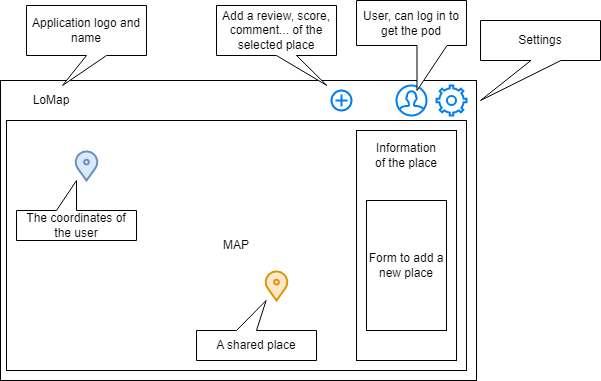 Application logo and
name
Add a review, score,
comment... of the
selected place
User, can log in to
get the pod
Settings
LoMap
Information
of the place
The coordinates of
the user
MAP
Form to add a
new place
A shared place